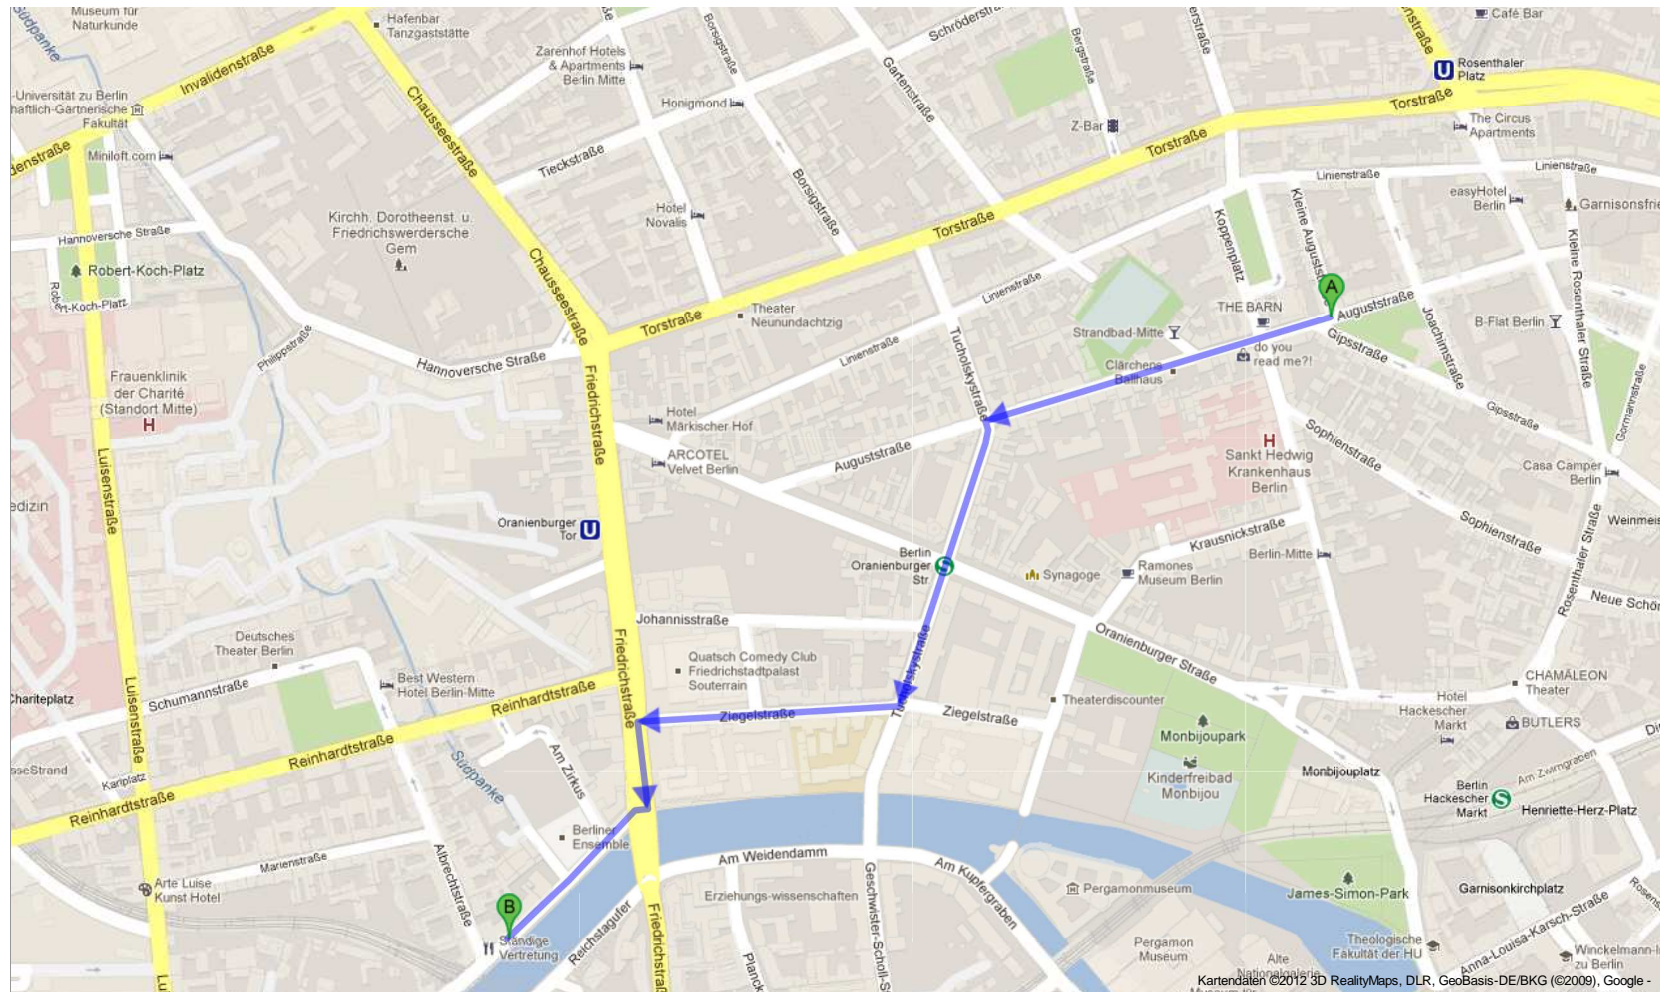 Museum für
Naturkunde
Südpanke
Hafenbar
Tanzgaststätte
Invalidenstraße
Zarenhof Hotels
& Apartments
Berlin Mitte
Borsigstraße
Gartenstraße
Bergstraße
Café Bar
U
Rosenthaler
Platz
Torstraße
-Universität zu Berlin
Fakultät
Chausseestraße
Honigmond
Z-Bar
The Circus
Apartments
Miniloft.com
Tieckstraße
Torstraße
Linienstraße
easyHotel
Berlin
Borsigstraße
Kleine Auguststraße
Kirchh. Dorotheenst. u.
Friedrichswerdersche
Gem
Hotel
Novalis
Torstraße
Koppenplatz
Hannoversche Straße
Robert-Koch-Platz
Robert-Koch-Platz
Chausseestraße
Linienstraße
A
Auguststraße
Kleine Rosenthaler Straße
Theater
Neunundachtzig
Torstraße
THE BARN
Strandbad-Mitte
B-Flat Berlin
Joachimstraße
Gipsstraße
do you
read me?!
Philippstraße
Hannoversche Straße
Linienstraße
Tucholskystraße
Clärchens
Ballhaus
Frauenklinik
der Charité
(Standort Mitte)
H
Friedrichstraße
Hotel
Märkischer Hof
ARCOTEL
Velvet Berlin
Auguststraße
Gipsstraße
Gormannstraße
Sophienstraße
H
Sankt Hedwig
Krankenhaus
Berlin
Casa Camper
Berlin
Luisenstraße
Oranienburger
Tor
U
Sophienstraße
Krausnickstraße
Berlin-Mitte
Rosenthaler Straße
Berlin
Oranienburger
Str
S
Synagoge
Ramones
Museum Berlin
Johannisstraße
Oranienburger Straße
Deutsches
Theater Berlin
Friedrichstraße
Quatsch Comedy Club
Friedrichstadtpalast
Souterrain
Tucholskystraße
CHAMÄLEON
Theater
Chariteplatz
Schumannstraße
Best Western
Hotel Berlin-Mitte
Reinhardtstraße
Luisenstraße
Ziegelstraße
Ziegelstraße
Theaterdiscounter
Hotel
Hackescher
Markt
BUTLERS
Monbijoupark
Reinhardtstraße
Am Zirkus
Südpanke
Kinderfreibad
Monbijou
Monbijouplatz
Am Zwirngraben
Karlplatz
Berlin
Hackescher
Markt
S
Henriette-Herz-Platz
Reinhardtstraße
Berliner
Ensemble
Marienstraße
Albrechtstraße
Am Weidendamm
Am Kupfergraben
Arte Luise
Kunst Hotel
Erziehungs-wissenschaften
Pergamonmuseum
James-Simon-Park
Garnisonkirchplatz
B
Ständige
Vertretung
Reichstagufer
Friedrichstraße
Pergamon
Museum
Theologische
Fakultät der HU
Anna-Louisa-Karsch-Straße
zu Berlin
Alte
Nationalgalerie
Kartendaten ©2012 3D RealityMaps, DLR, GeoBasis-DE/BKG (©2009), Google -